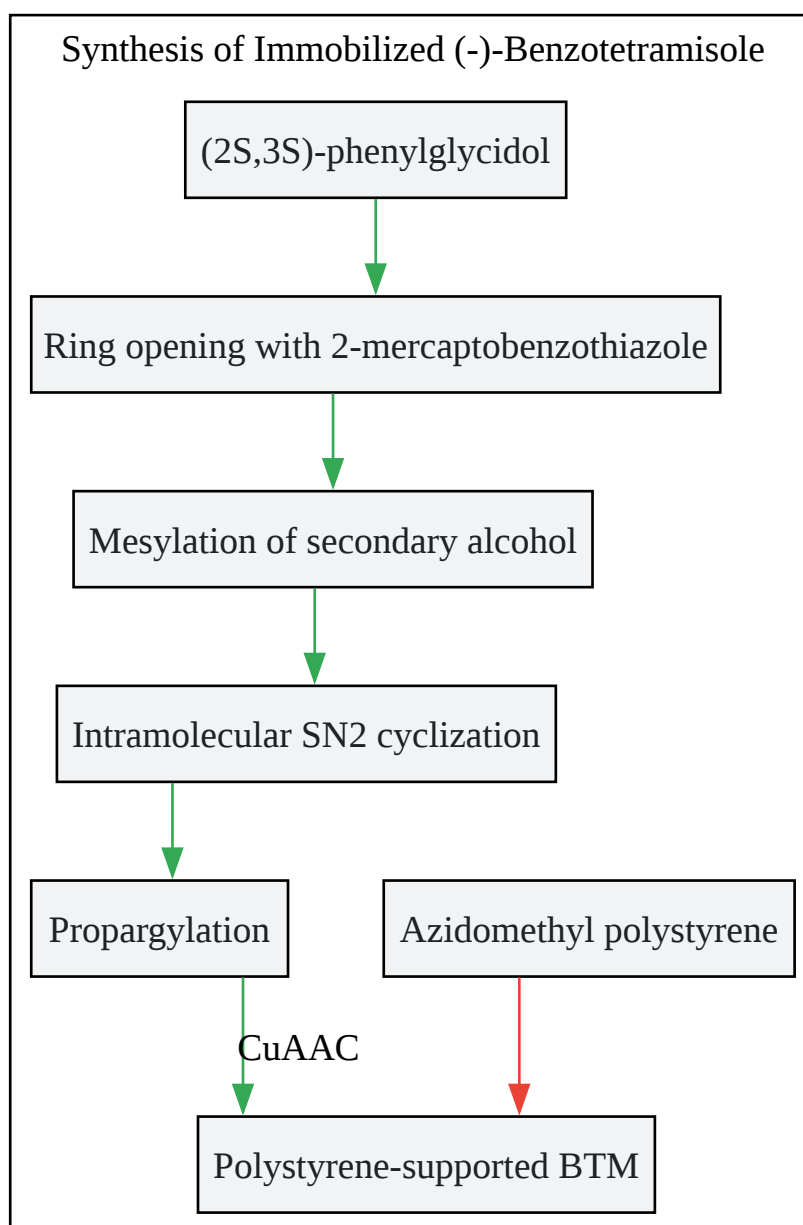 Synthesis of Immobilized (-)-Benzotetramisole
(2S,3S)-phenylglycidol
Ring opening with 2-mercaptobenzothiazole
Mesylation of secondary alcohol
Intramolecular SN2 cyclization
Propargylation
Azidomethyl polystyrene
CuAAC
Polystyrene-supported BTM